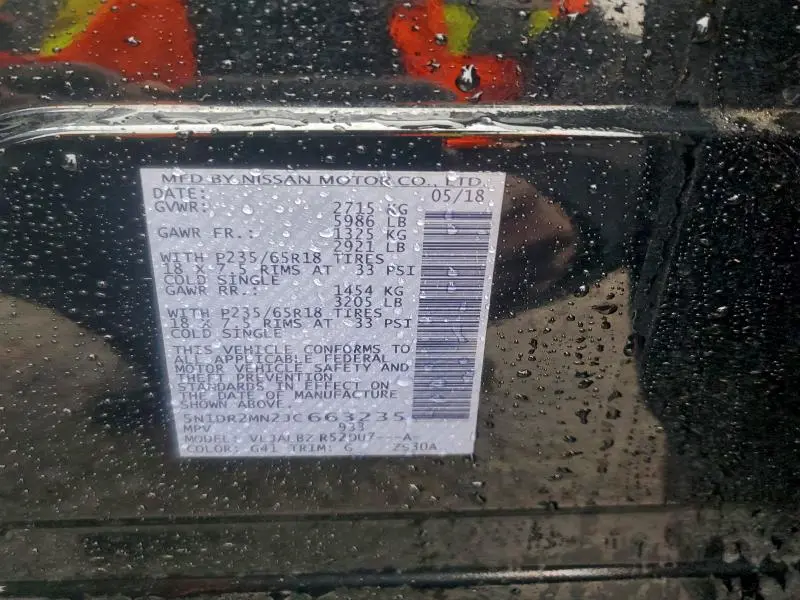 MFD BY NISSAN MOTOR CO., LTD.
DATE: 05/18
GVWR: 2715 KG
5986 LB
GAWR FR.: 1325 KG
2921 LB
WITH P235/65R18 TIRES
18 X 7.5 RIMS AT 33 PSI
COLD SINGLE
GAWR RR.: 1454 KG
3205 LB
WITH P235/65R18 TIRES
18 X 7.5 RIMS AT 33 PSI
COLD SINGLE
THIS VEHICLE CONFORMS TO
ALL APPLICABLE FEDERAL
MOTOR VEHICLE SAFETY AND
THEFT PREVENTION
STANDARDS IN EFFECT ON
THE DATE OF MANUFACTURE
SHOWN ABOVE.
5N1DR2MN2JC663235
MPV 933
MODEL:
COLOR: G41 TRIM: G ZS30A